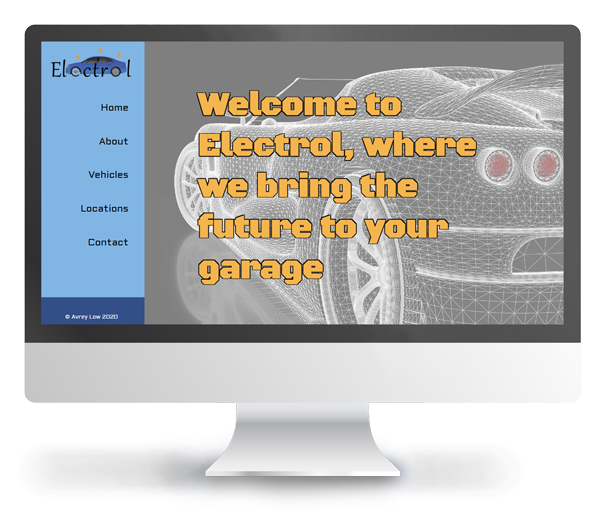 Electrol
Home
About
Vehicles
Locations
Contact
© Avrey Low 2020
Welcome to
Electrol, where
we bring the
future to your
garage